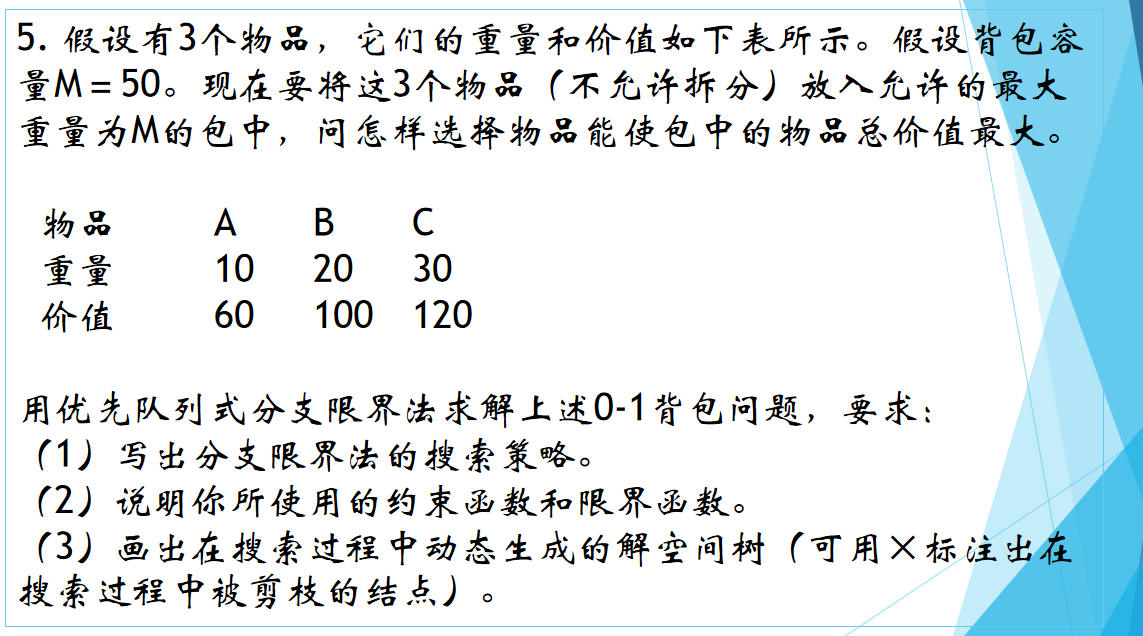 5. 假设有3个物品，它们的重量和价值如下表所示。假设背包容
量M=50。现在要将这3个物品（不允许拆分）放入允许的最大
重量为M的包中，问怎样选择物品能使包中的物品总价值最大。
物品 A B C
重量 10 20 30
价值 60 100 120
用优先队列式分支限界法求解上述0-1背包问题，要求：
（1）写出分支限界法的搜索策略。
（2）说明你所使用的约束函数和限界函数。
（3）画出在搜索过程中动态生成的解空间树（可用×标注出在
搜索过程中被剪枝的结点）。